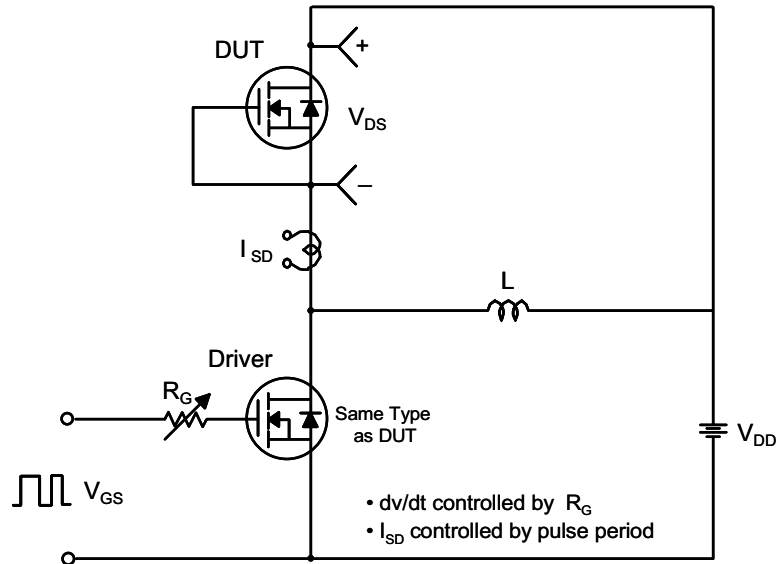 DUT
+
V_DS
–
I_SD
L
Driver
R_G
Same Type
as DUT
V_DD
V_GS
• dv/dt controlled by R_G
• I_SD controlled by pulse period